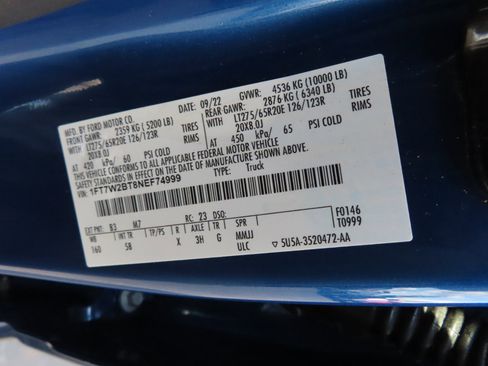 MFD. BY FORD MOTOR CO.
DATE: 09/22 GVWR: 4536 KG (10000 LB)
FRONT GAWR: 2359 KG (5200 LB) REAR GAWR: 2876 KG (6340 LB)
LT275/65R20E 126/123R TIRES LT275/65R20E 126/123R TIRES
20X8.0J RIMS 20X8.0J RIMS
AT 420 kPa/ 60 PSI COLD AT 450 kPa/ 65 PSI COLD
THIS VEHICLE CONFORMS TO ALL APPLICABLE FEDERAL MOTOR VEHICLE
SAFETY STANDARDS IN EFFECT ON THE DATE OF MANUFACTURE SHOWN ABOVE.
VIN: 1FT7W2BT8NEF74999 TYPE: Truck
EXT PNT: B3 M7 RC: 23 DSO: F0146
WB INT TR TP/PS R AXLE TR SPR T0999
160 5B X 3H G MMJJ
ULC ▽ 5U5A-3520472-AA